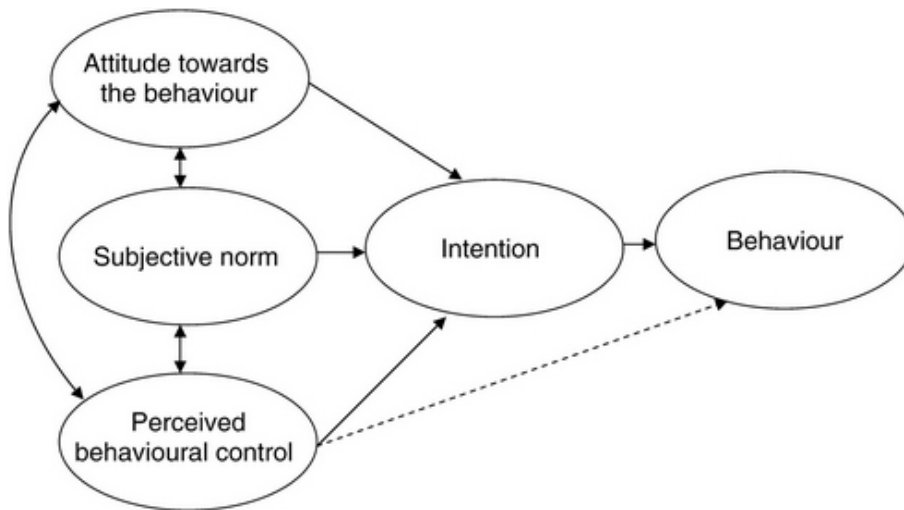 Attitude towards
the behaviour
Subjective norm
Intention
Behaviour
Perceived
behavioural control